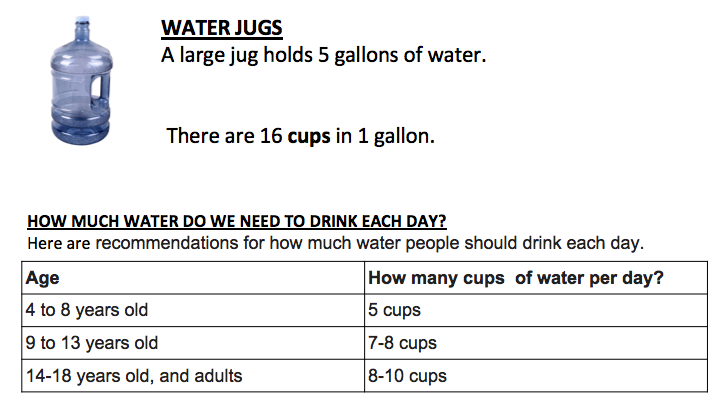 WATER JUGS
A large jug holds 5 gallons of water.
There are 16 cups in 1 gallon.
HOW MUCH WATER DO WE NEED TO DRINK EACH DAY?
Here are recommendations for how much water people should drink each day.
Age How many cups of water per day?
4 to 8 years old 5 cups
9 to 13 years old 7-8 cups
14-18 years old, and adults 8-10 cups